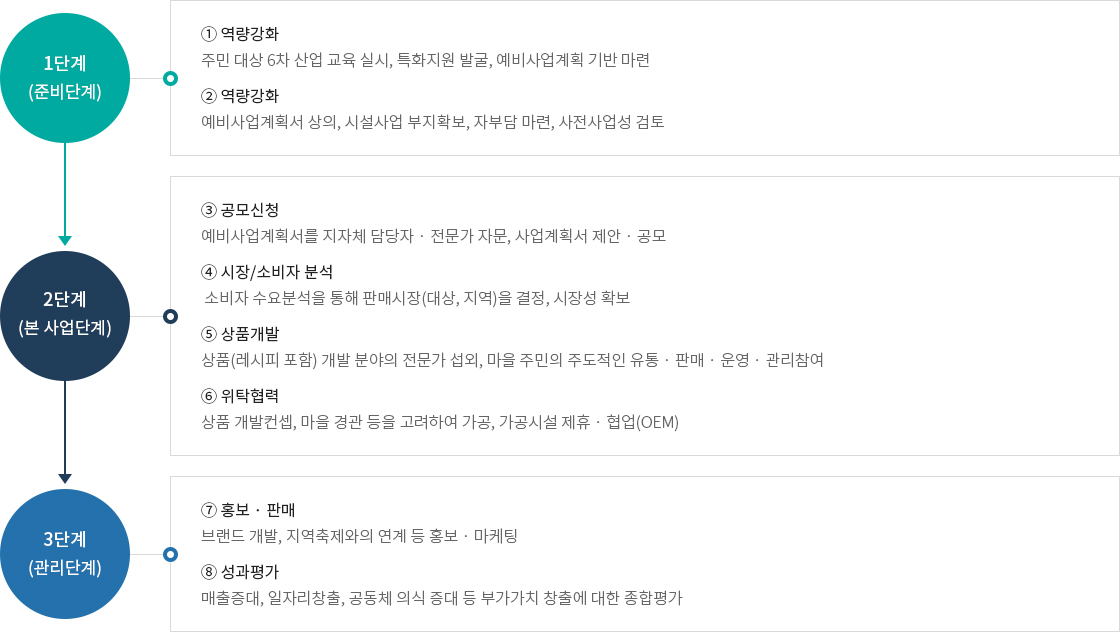 1단계
(준비단계)
① 역량강화
주민 대상 6차 산업 교육 실시, 특화지원 발굴, 예비사업계획 기반 마련
② 역량강화
예비사업계획서 상의, 시설사업 부지확보, 자부담 마련, 사전사업성 검토
2단계
(본 사업단계)
③ 공모신청
예비사업계획서를 지자체 담당자 · 전문가 자문, 사업계획서 제안 · 공모
④ 시장/소비자 분석
소비자 수요분석을 통해 판매시장(대상, 지역)을 결정, 시장성 확보
⑤ 상품개발
상품(레시피 포함) 개발 분야의 전문가 섭외, 마을 주민의 주도적인 유통 · 판매 · 운영 · 관리참여
⑥ 위탁협력
상품 개발컨셉, 마을 경관 등을 고려하여 가공, 가공시설 제휴 · 협업(OEM)
3단계
(관리단계)
⑦ 홍보 · 판매
브랜드 개발, 지역축제와의 연계 등 홍보 · 마케팅
⑧ 성과평가
매출증대, 일자리창출, 공동체 의식 증대 등 부가가치 창출에 대한 종합평가